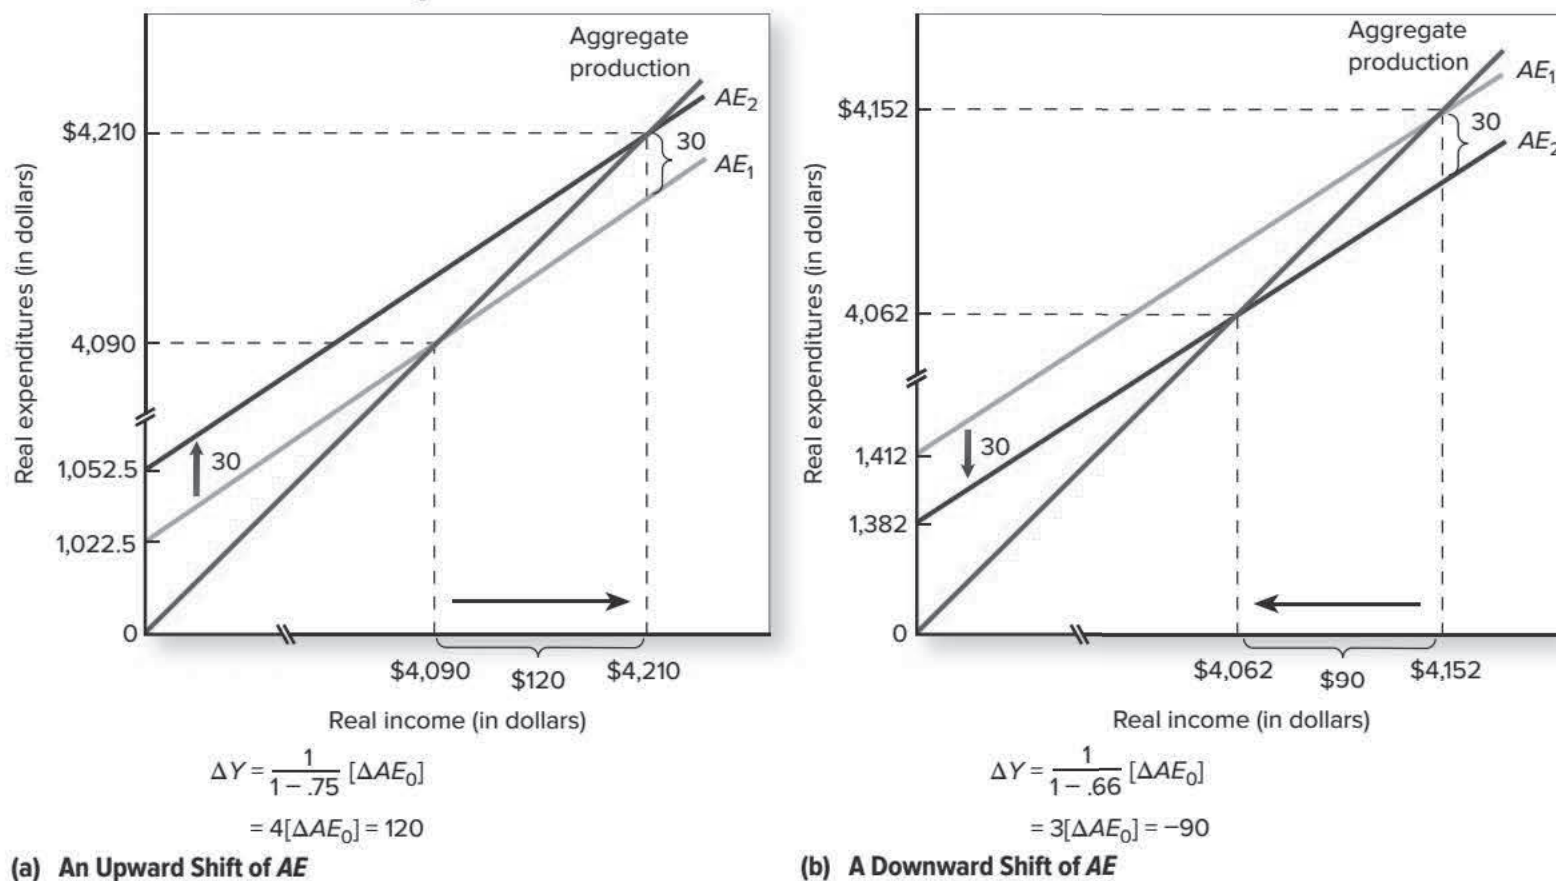 Aggregate
production
AE₂
$4,210
30
AE₁
Real expenditures (in dollars)
4,090
1,052.5
30
1,022.5
0
$4,090
$120
$4,210
Real income (in dollars)
ΔY = 1/(1 − .75) [ΔAE₀]
= 4[ΔAE₀] = 120
(a) An Upward Shift of AE
Aggregate
production
AE₁
$4,152
30
AE₂
Real expenditures (in dollars)
4,062
1,412
30
1,382
0
$4,062
$90
$4,152
Real income (in dollars)
ΔY = 1/(1 − .66) [ΔAE₀]
= 3[ΔAE₀] = −90
(b) A Downward Shift of AE